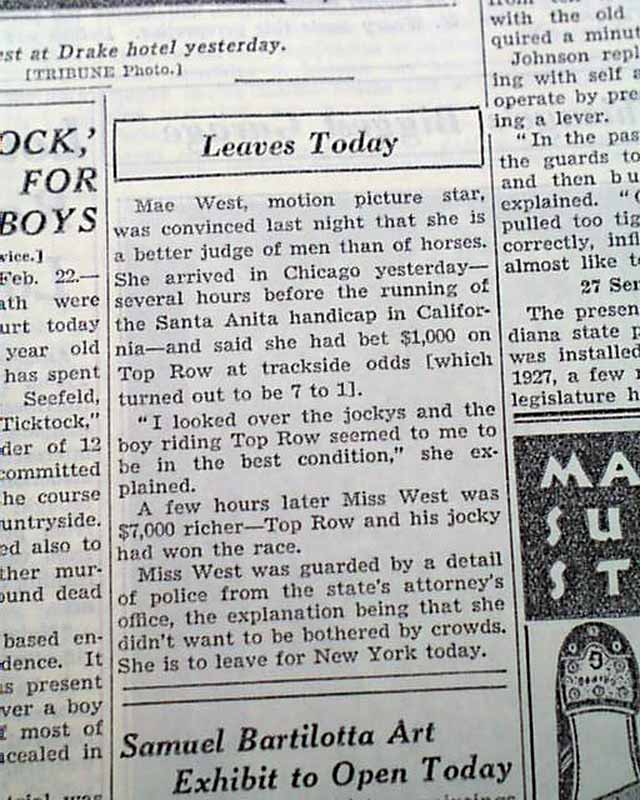 est at Drake hotel yesterday.
[TRIBUNE Photo.]
OCK,'
FOR
BOYS
Feb. 22.—
ath were
urt today
year old
has spent
Seefeld,
Ticktock,"
der of 12
committed
he course
untryside.
ed also to
ther mur-
ound dead
based en-
dence. It
as present
ver a boy
most of
ncealed in
Leaves Today
Mae West, motion picture star,
was convinced last night that she is
a better judge of men than of horses.
She arrived in Chicago yesterday—
several hours before the running of
the Santa Anita handicap in Califor-
nia—and said she had bet $1,000 on
Top Row at trackside odds [which
turned out to be 7 to 1].
"I looked over the jockys and the
boy riding Top Row seemed to me to
be in the best condition," she ex-
plained.
A few hours later Miss West was
$7,000 richer—Top Row and his jocky
had won the race.
Miss West was guarded by a detail
of police from the state's attorney's
office, the explanation being that she
didn't want to be bothered by crowds.
She is to leave for New York today.
Samuel Bartilotta Art
Exhibit to Open Today
with the old
quired a minut
Johnson repl
ing with self a
operate by pre
ing a lever.
"In the pas
the guards to
and then bu
explained. "
pulled too tig
correctly, infl
almost like t
27 Ser
The presen
diana state p
was installed
1927, a few
legislature h
MA
SU
ST